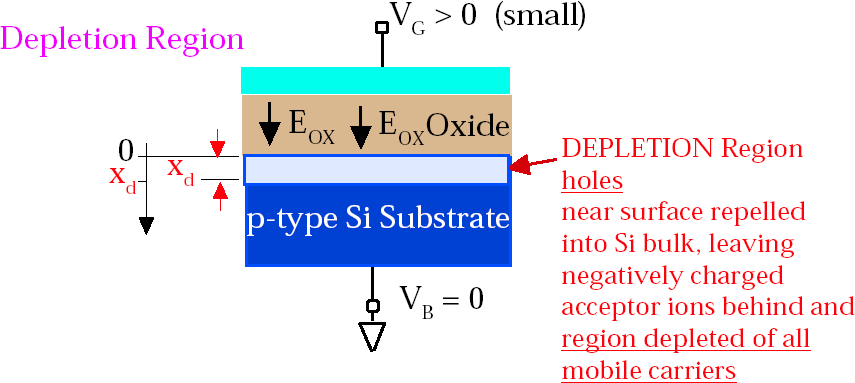 V_G > 0 (small)
Depletion Region
E_OX E_OX Oxide
0
x_d x_d
p-type Si Substrate
V_B = 0
DEPLETION Region
holes
near surface repelled
into Si bulk, leaving
negatively charged
acceptor ions behind and
region depleted of all
mobile carriers